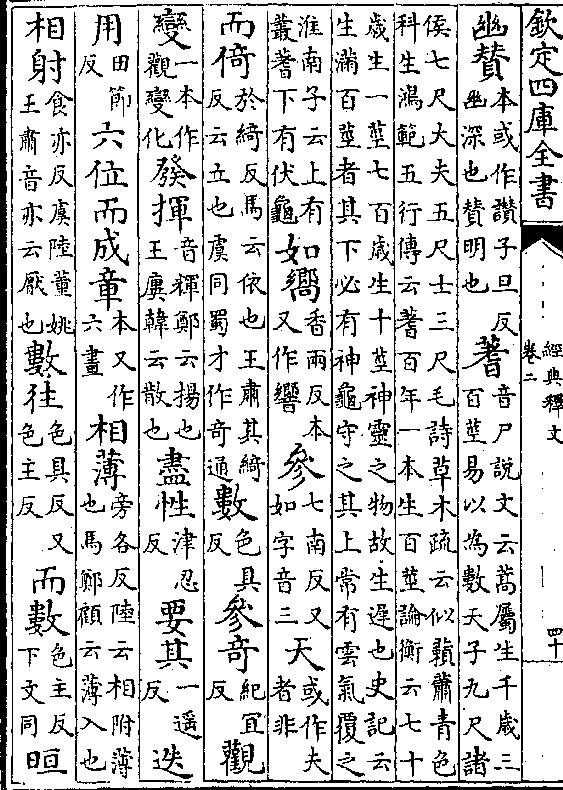 欽定四庫全書
經典釋文
卷二
四十
幽贊本或作讃子旦反幽深也賛明也蓍音尸說文云蒿屬生千歳三百莖易以為數天子九尺諸
侯七尺大夫五尺士三尺毛詩草木疏云似藾蕭青色科生鴻範五行傳云蓍百年一本生百莖論衡云七十
歳生一莖七百歳生十莖神靈之物故生遲也史記云生滿百莖者其下必有神龜守之其上常有雲氣覆之
淮南子云上有叢蓍下有伏龜如嚮香兩反本又作響參七南反又如字音三天或作夫者非
而倚於綺反馬云依也王肅其綺反云立也虞同蜀才作奇通數色具反參奇紀宜反觀
變一本作觀變化發揮音輝鄭云揚也王廙韓云散也盡性津忍反要其一遥反迭
用田節反六位而成章本又作六畫相薄旁各反陸云相附薄也馬鄭顧云薄入也
相射食亦反虞陸董姚王肅音亦云厭也數往色具反又色主反而數色主反下文同晅